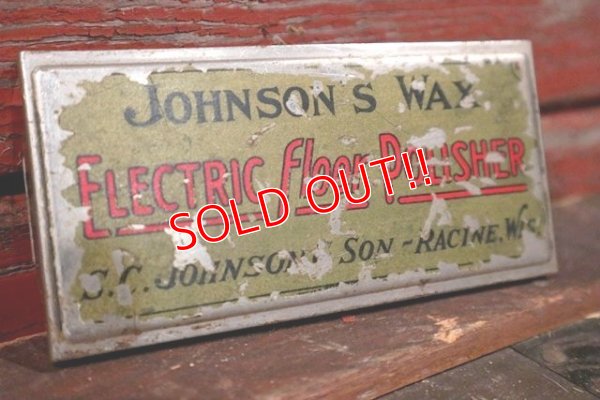 JOHNSON'S WAX
ELECTRIC Floor POLISHER
SOLD OUT!!
S.C. JOHNSON & SON - RACINE, WIS.